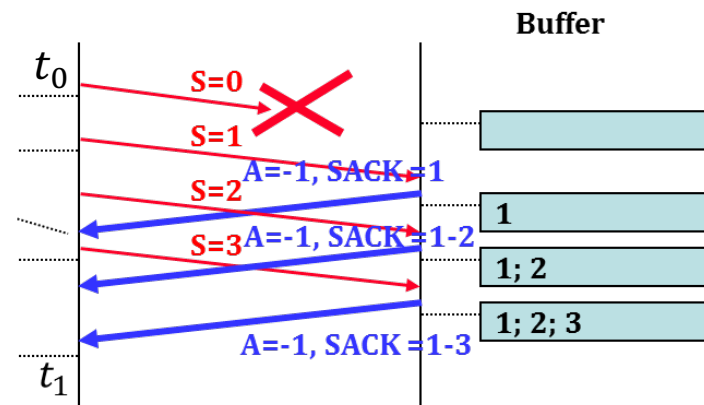 Buffer
t₀
S=0
S=1
A=-1, SACK =1
S=2
1
A=-1, SACK =1-2
S=3
1; 2
1; 2; 3
A=-1, SACK =1-3
t₁